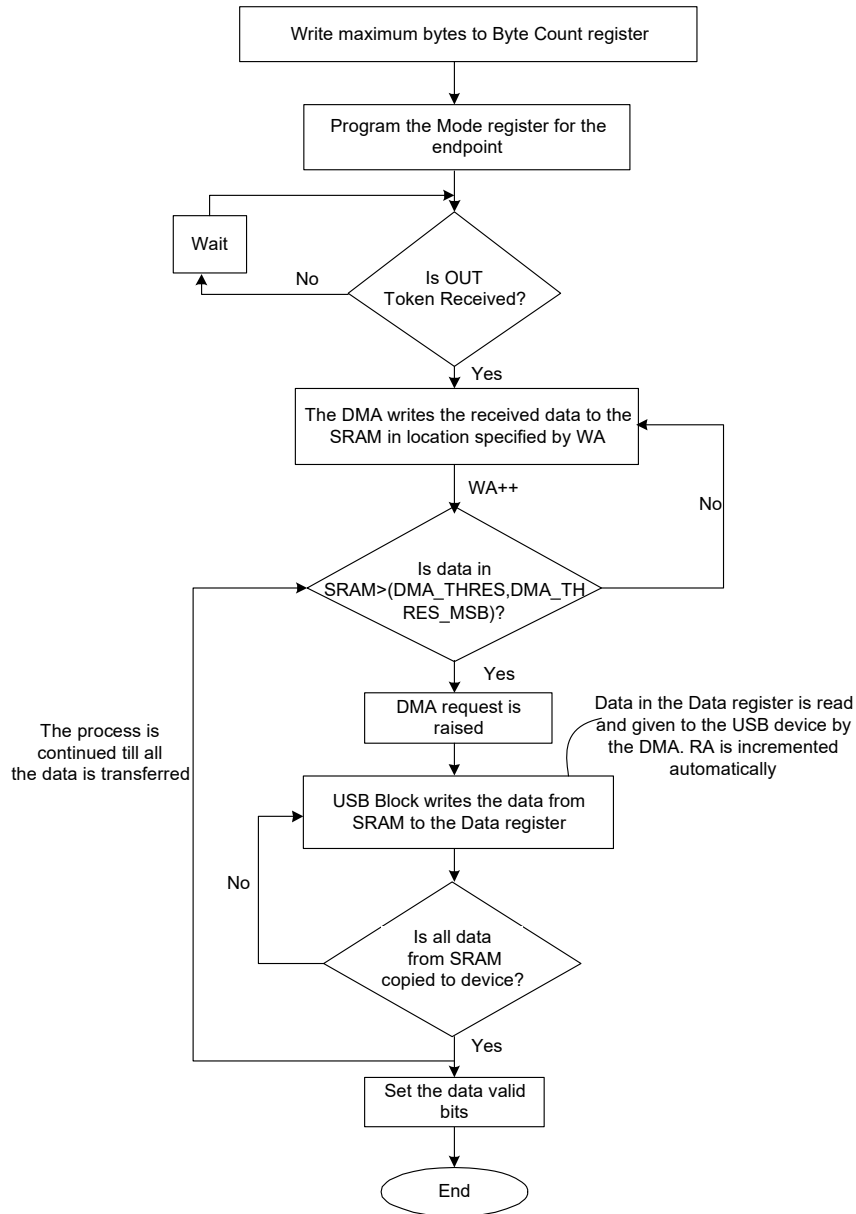 Write maximum bytes to Byte Count register
Program the Mode register for the
endpoint
Wait
No
Is OUT
Token Received?
Yes
The DMA writes the received data to the
SRAM in location specified by WA
WA++
No
Is data in
SRAM>(DMA_THRES,DMA_TH
RES_MSB)?
Yes
DMA request is
raised
Data in the Data register is read
and given to the USB device by
the DMA. RA is incremented
automatically
The process is
continued till all
the data is transferred
USB Block writes the data from
SRAM to the Data register
No
Is all data
from SRAM
copied to device?
Yes
Set the data valid
bits
End